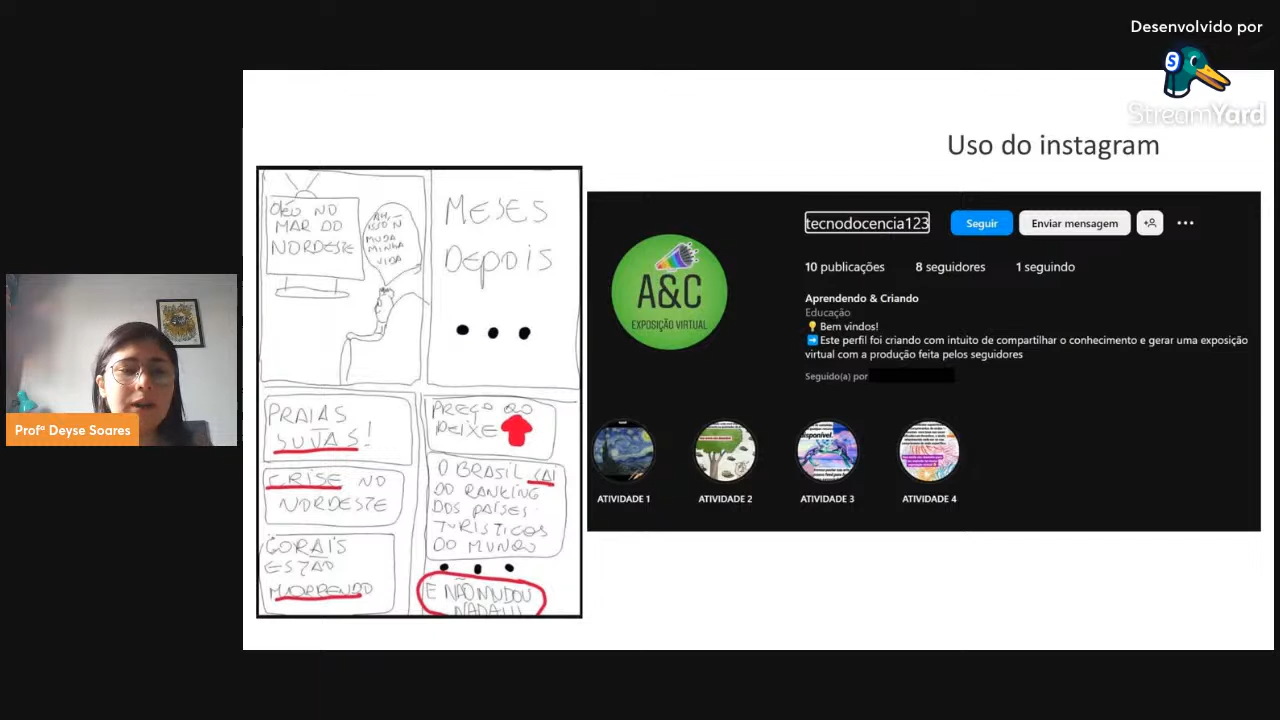 Desenvolvido por
StreamYard
Uso do instagram
ÓLEO NO
MAR DO
NORDESTE
AH,
ISSO Ñ
MUDA
MINHA
VIDA
MESES
DEPOIS
...
PRAIAS
SUJAS!
CRISE NO
NORDESTE
CORAIS
ESTÃO
MORRENDO
PREÇO DO
PEIXE
O BRASIL CAI
DO RANKING
DOS PAÍSES
TURÍSTICOS
DO MUNDO
...
E NÃO MUDOU
NADA!!!
tecnodocencia123
Seguir
Enviar mensagem
10 publicações 8 seguidores 1 seguindo
A&C
EXPOSIÇÃO VIRTUAL
Aprendendo & Criando
Educação
Bem vindos!
Este perfil foi criando com intuito de compartilhar o conhecimento e gerar uma exposição
virtual com a produção feita pelos seguidores
Seguido(a) por
ATIVIDADE 1
ATIVIDADE 2
ATIVIDADE 3
ATIVIDADE 4
Profª Deyse Soares